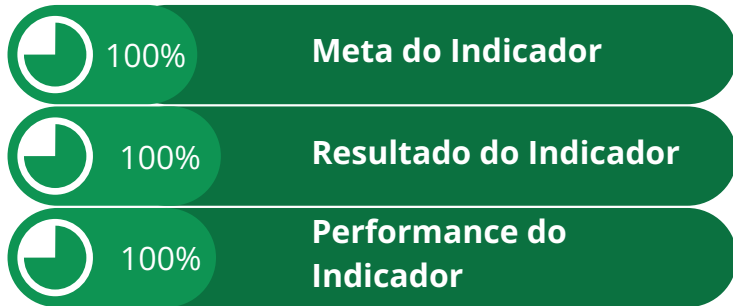 100% Meta do Indicador
100% Resultado do Indicador
100% Performance do
Indicador